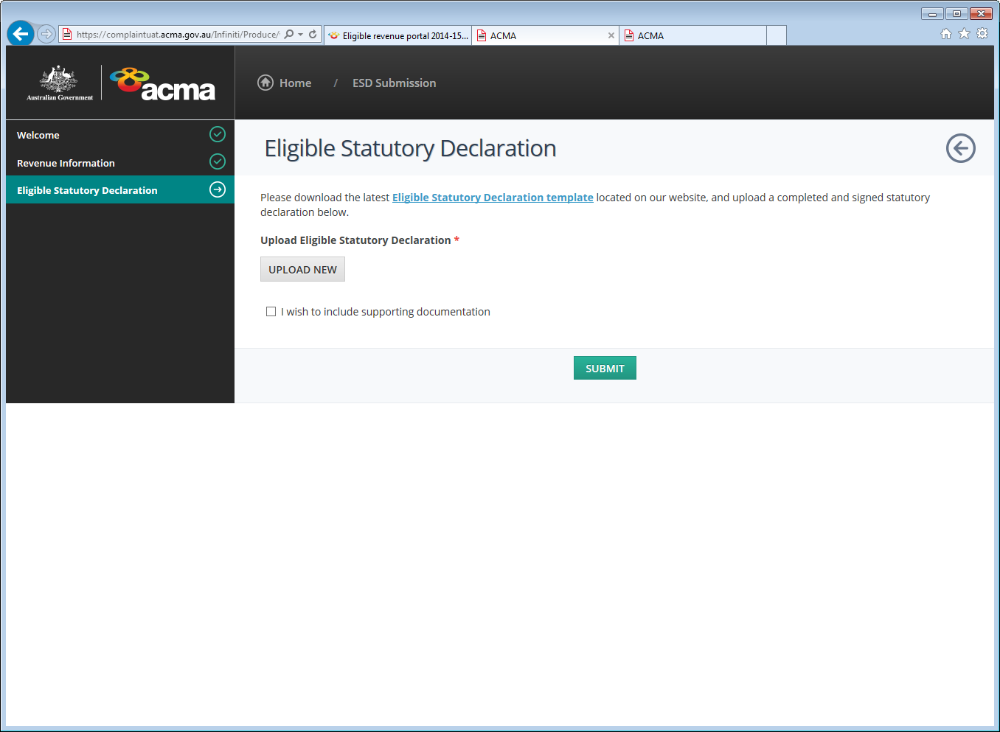 https://complaintuat.acma.gov.au/Infiniti/Produce/
Eligible revenue portal 2014-15...
ACMA
ACMA
Australian Government
acma
Home / ESD Submission
Welcome
Revenue Information
Eligible Statutory Declaration
Eligible Statutory Declaration
Please download the latest Eligible Statutory Declaration template located on our website, and upload a completed and signed statutory
declaration below.
Upload Eligible Statutory Declaration *
UPLOAD NEW
I wish to include supporting documentation
SUBMIT